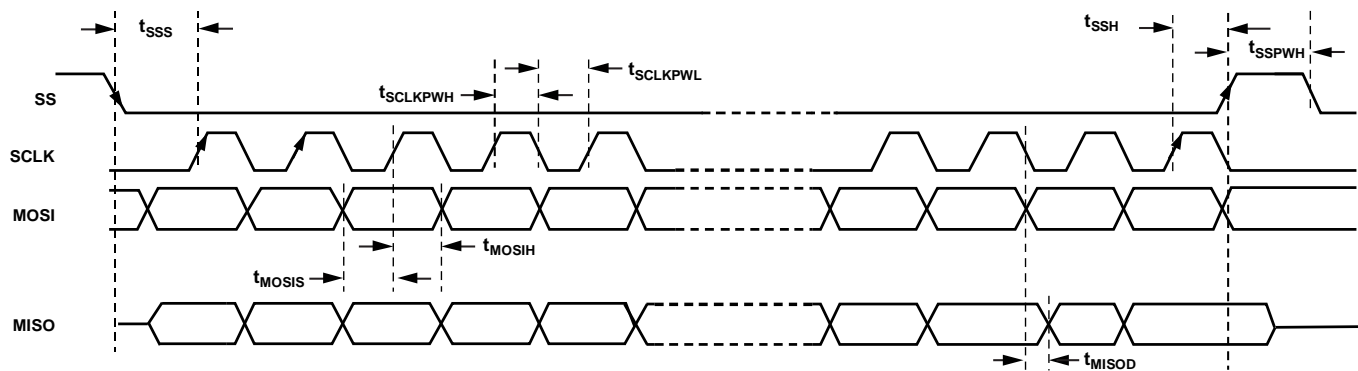 tSSS
tSSH
tSSPWH
tSCLKPWL
tSCLKPWH
SS
SCLK
MOSI
tMOSIH
tMOSIS
MISO
tMISOD